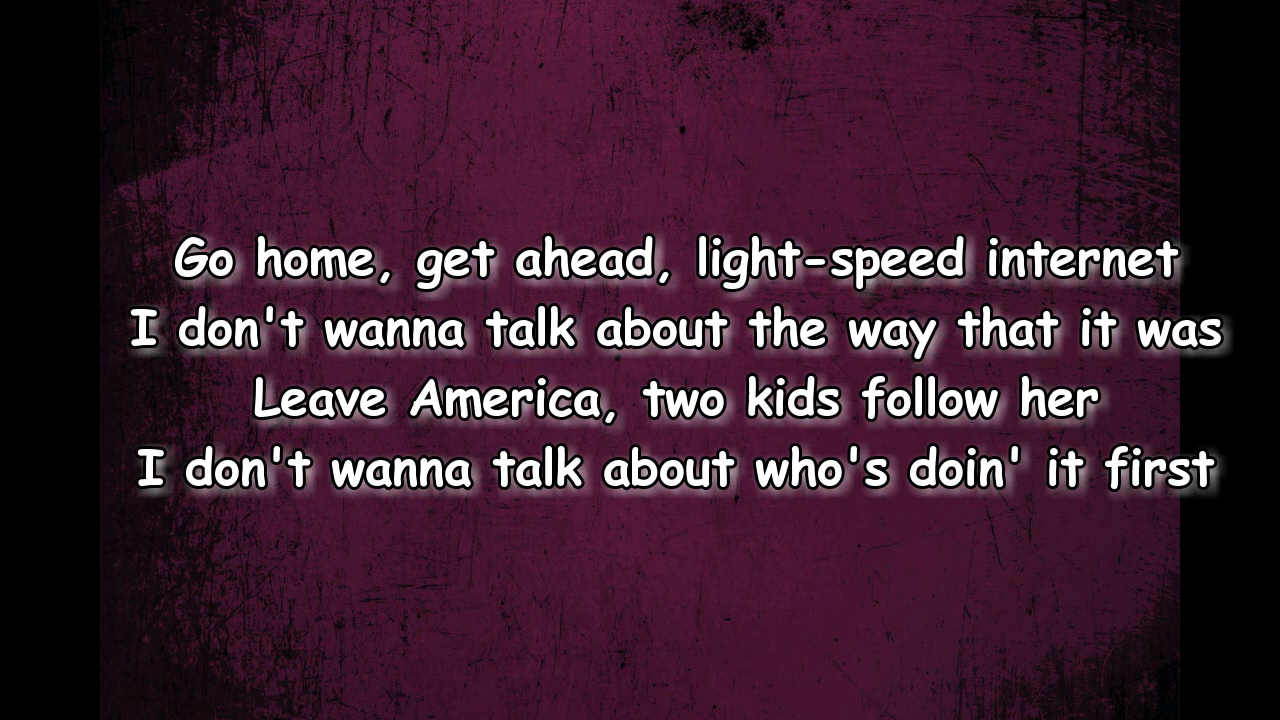 Go home, get ahead, light-speed internet
I don't wanna talk about the way that it was
Leave America, two kids follow her
I don't wanna talk about who's doin' it first